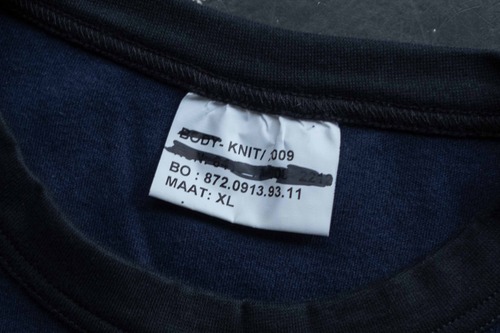 BODY- KNIT/ 009
BO : 872.0913.93.11
MAAT: XL